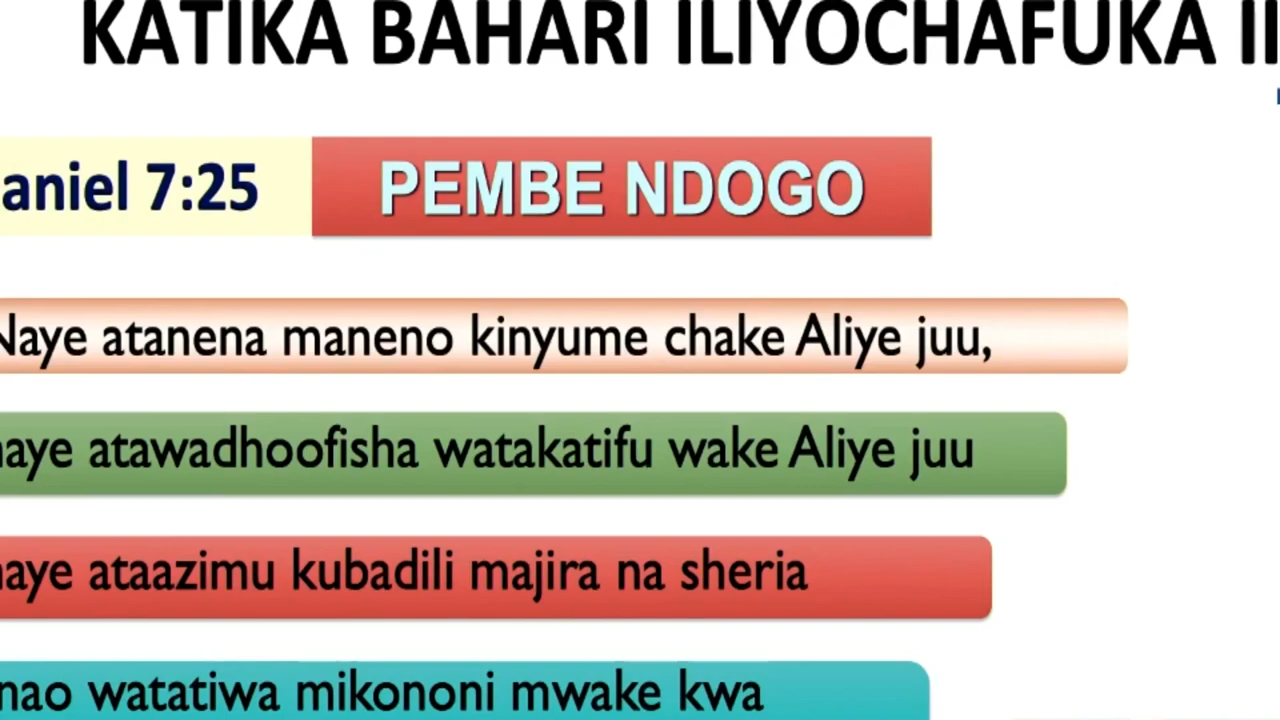 KATIKA BAHARI ILIYOCHAFUKA II
aniel 7:25 PEMBE NDOGO
Naye atanena maneno kinyume chake Aliye juu,
naye atawadhoofisha watakatifu wake Aliye juu
naye ataazimu kubadili majira na sheria
nao watatiwa mikononi mwake kwa